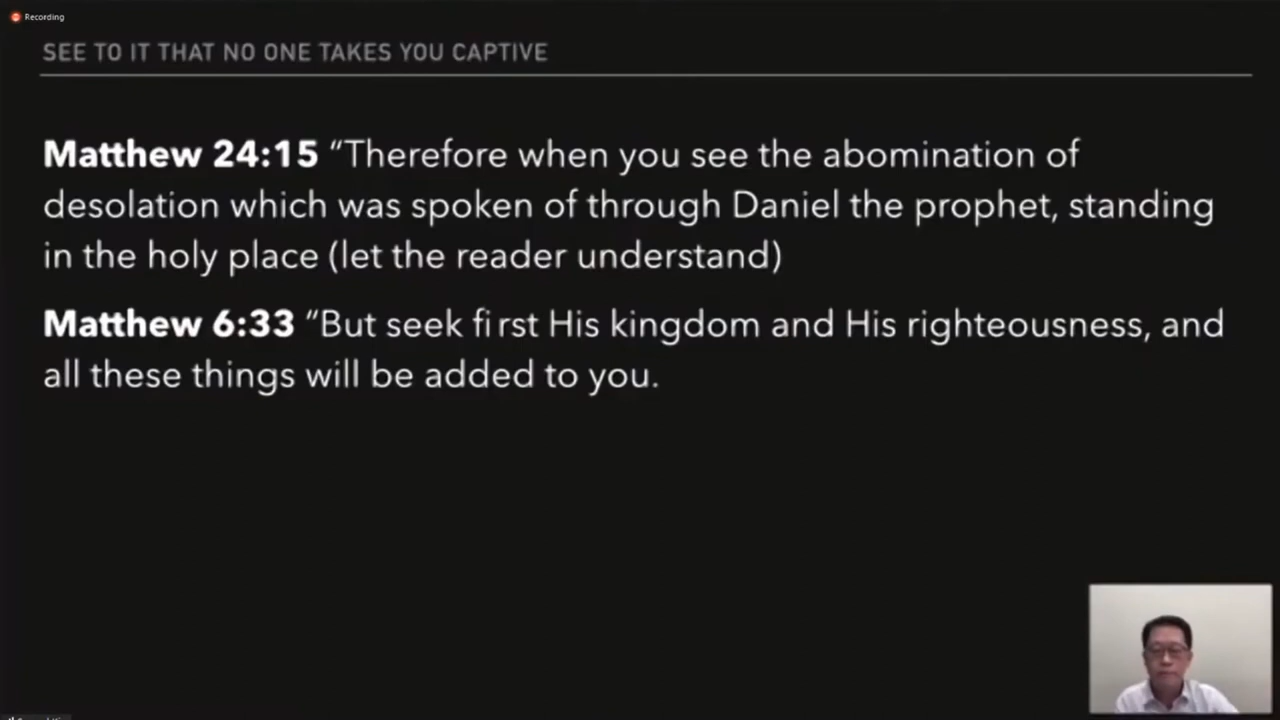 Recording
SEE TO IT THAT NO ONE TAKES YOU CAPTIVE
Matthew 24:15 “Therefore when you see the abomination of
desolation which was spoken of through Daniel the prophet, standing
in the holy place (let the reader understand)
Matthew 6:33 “But seek first His kingdom and His righteousness, and
all these things will be added to you.